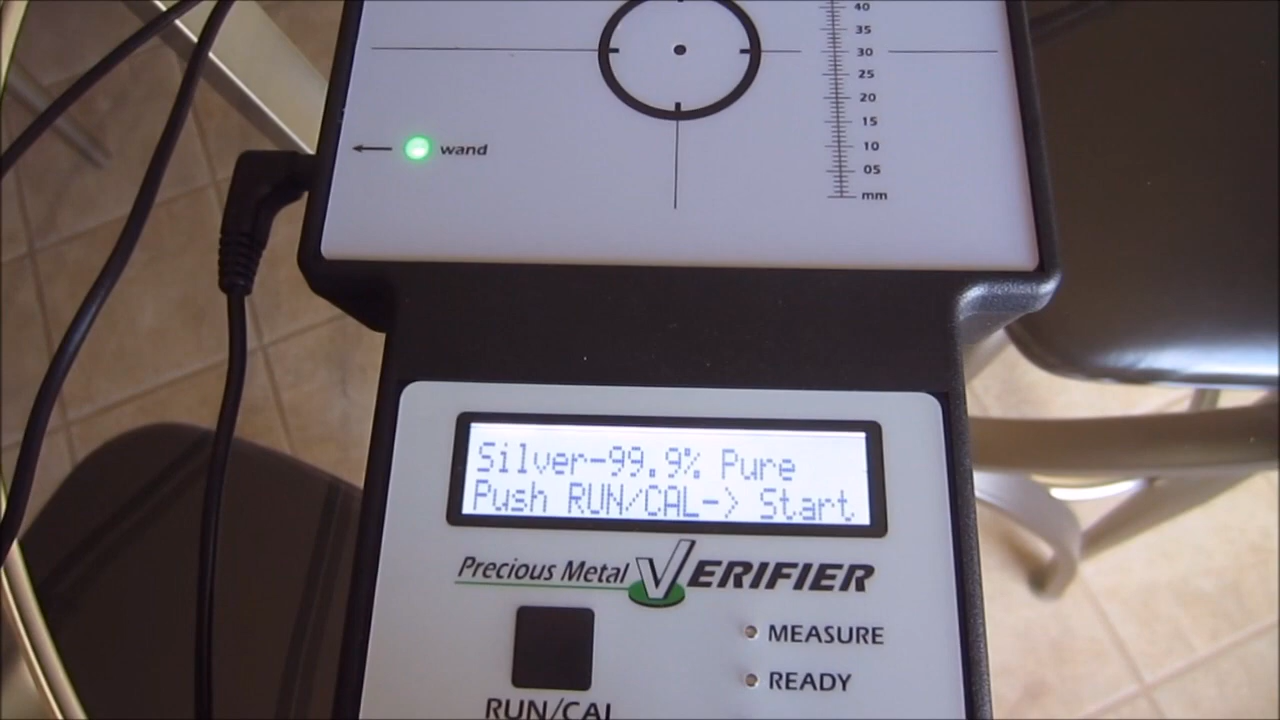 40
35
30
25
20
15
10
05
mm
wand
Silver-99.9% Pure
Push RUN/CAL-> Start
Precious Metal VERIFIER
MEASURE
READY
RUN/CAL